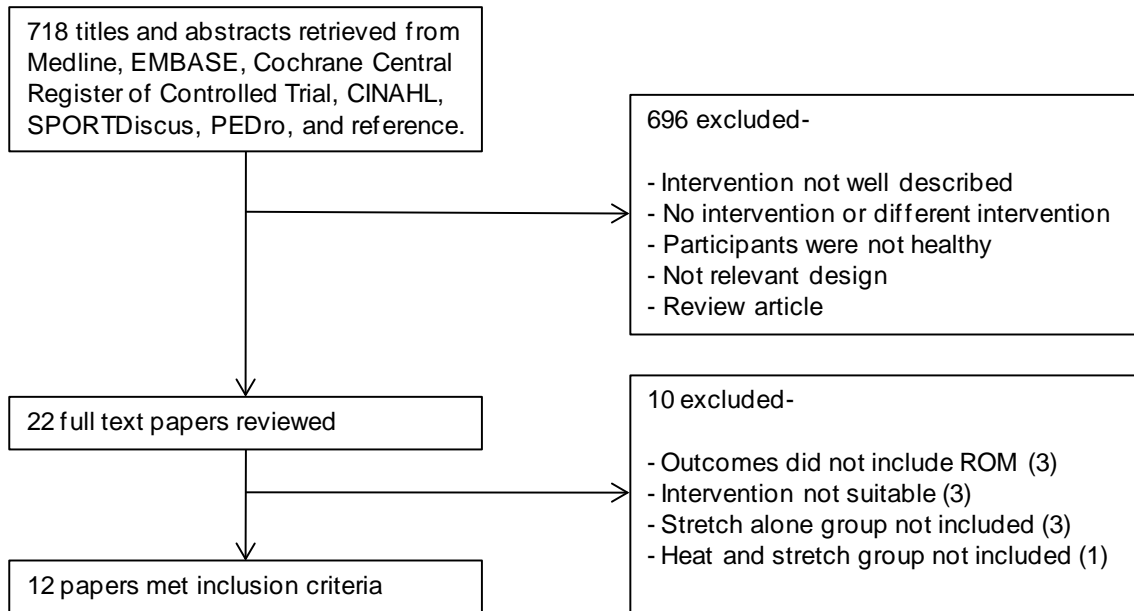 718 titles and abstracts retrieved from
Medline, EMBASE, Cochrane Central
Register of Controlled Trial, CINAHL,
SPORTDiscus, PEDro, and reference.
696 excluded-
- Intervention not well described
- No intervention or different intervention
- Participants were not healthy
- Not relevant design
- Review article
22 full text papers reviewed
10 excluded-
- Outcomes did not include ROM (3)
- Intervention not suitable (3)
- Stretch alone group not included (3)
- Heat and stretch group not included (1)
12 papers met inclusion criteria